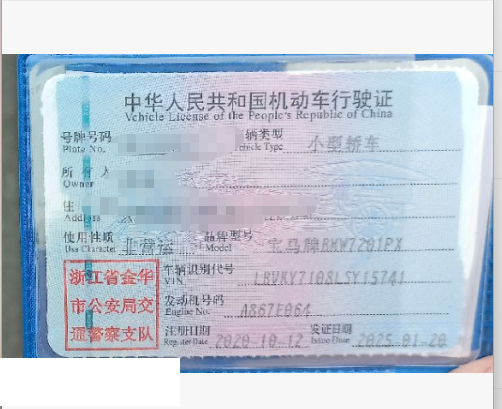 中华人民共和国机动车行驶证
Vehicle License of the People's Republic of China
号牌号码
Plate No.
车辆类型 小型轿车
Vehicle Type
所有人
Owner
住
Address
使用性质 非营运 品牌型号 宝马牌BMW7201PX
Use Character Model
浙江省金华
市公安局交
通警察支队
车辆识别代号 LBVKY7108LSY15741
VIN
发动机号码 A867E064
Engine No.
注册日期 2020-10-12 发证日期 2025-01-20
Register Date Issue Date